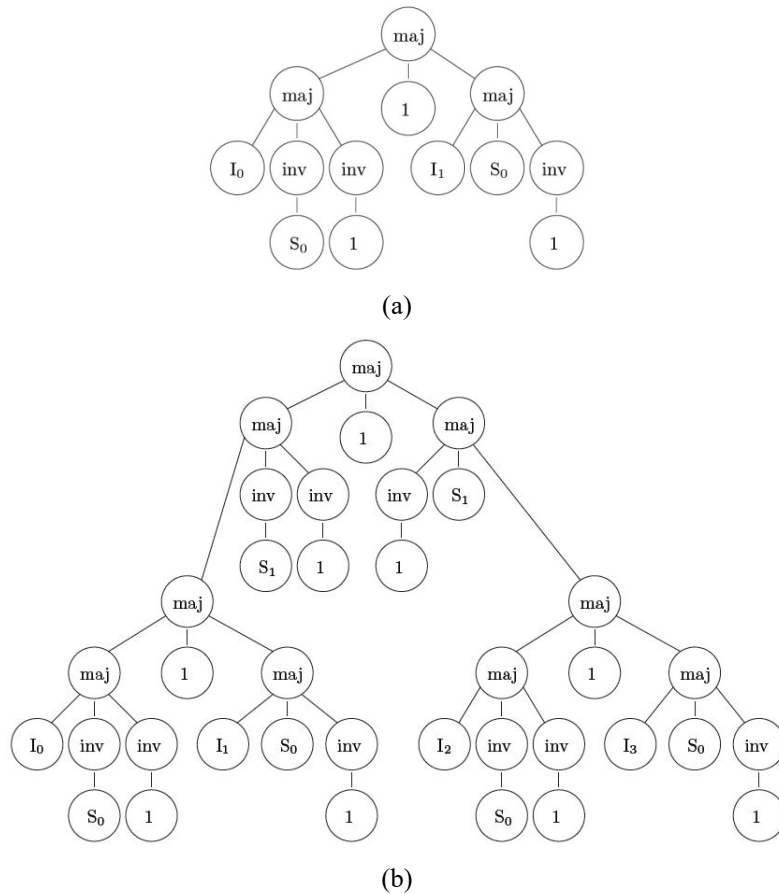 maj
maj 1 maj
I₀ inv inv I₁ S₀ inv
S₀ 1 1
(a)
maj
maj 1 maj
inv inv inv S₁
S₁ 1 1
maj maj
maj 1 maj maj 1 maj
I₀ inv inv I₁ S₀ inv I₂ inv inv I₃ S₀ inv
S₀ 1 1 S₀ 1 1
(b)